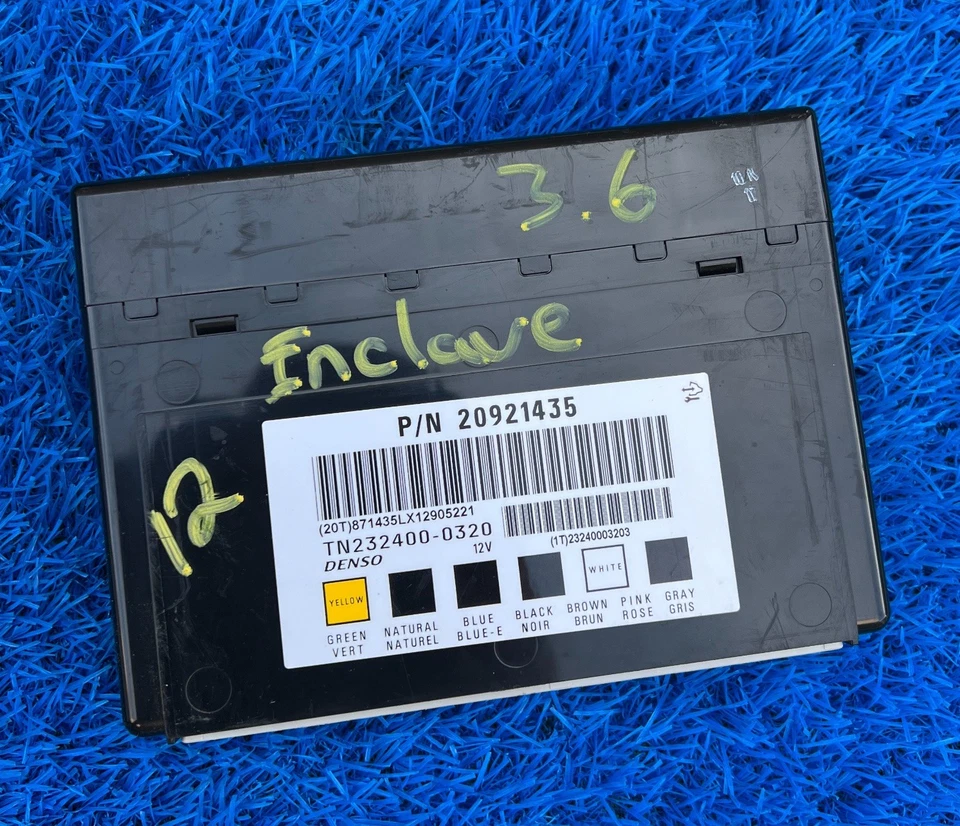 3.6
Inclave
12
P/N 20921435
(20T)871435LX12905221
TN232400-0320
12V
DENSO
(1T)23240003203
YELLOW
WHITE
GREEN
VERT
NATURAL
NATUREL
BLUE
BLUE-E
BLACK
NOIR
BROWN
BRUN
PINK
ROSE
GRAY
GRIS